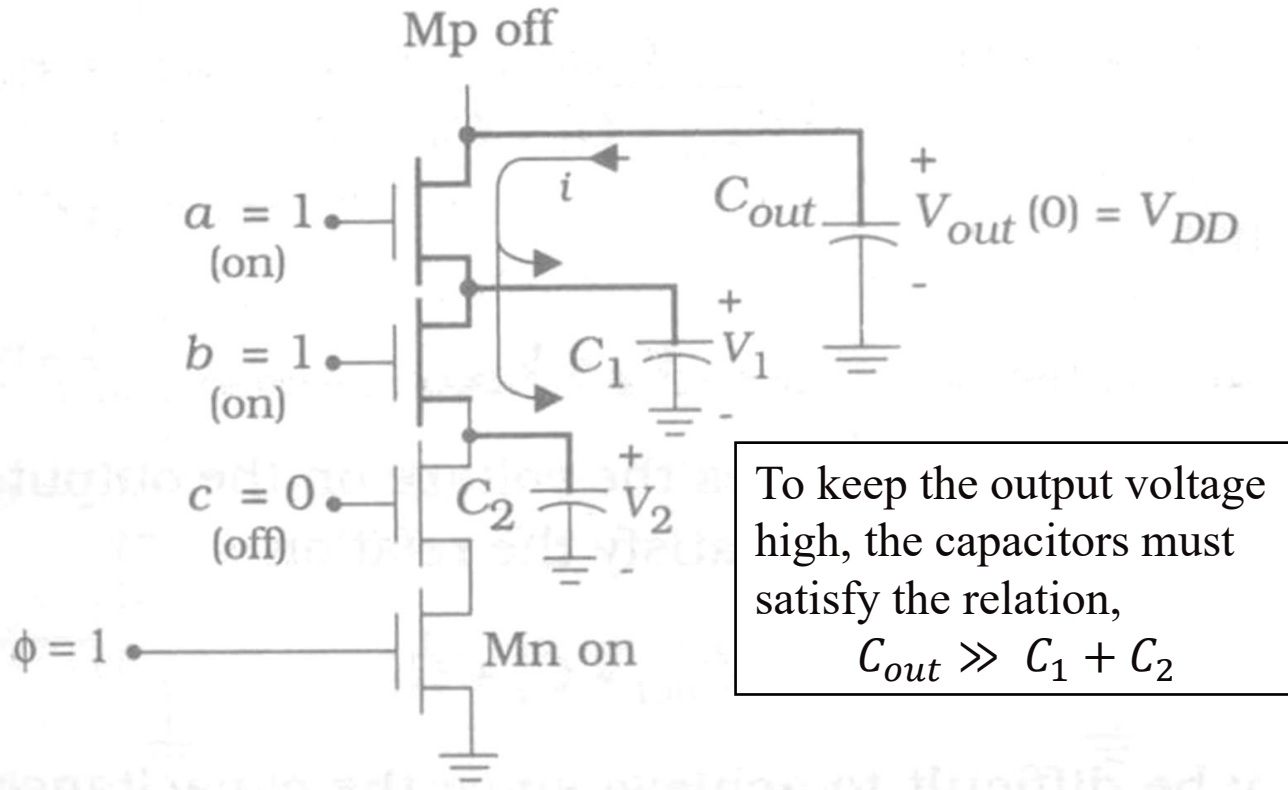 Mp off
a = 1
(on)
i
C_out
+
V_out (0) = V_DD
-
b = 1
(on)
C_1
+
V_1
-
c = 0
(off)
C_2
+
V_2
-
ϕ = 1
Mn on
To keep the output voltage
high, the capacitors must
satisfy the relation,
C_out ≫ C_1 + C_2